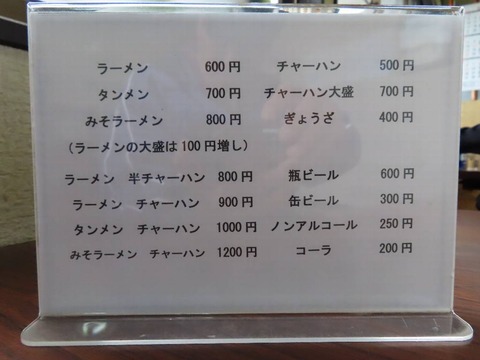 ラーメン 600円 チャーハン 500円
タンメン 700円 チャーハン大盛 700円
みそラーメン 800円 ぎょうざ 400円
（ラーメンの大盛は100円増し）
ラーメン 半チャーハン 800円 瓶ビール 600円
ラーメン チャーハン 900円 缶ビール 300円
タンメン チャーハン 1000円 ノンアルコール 250円
みそラーメン チャーハン 1200円 コーラ 200円